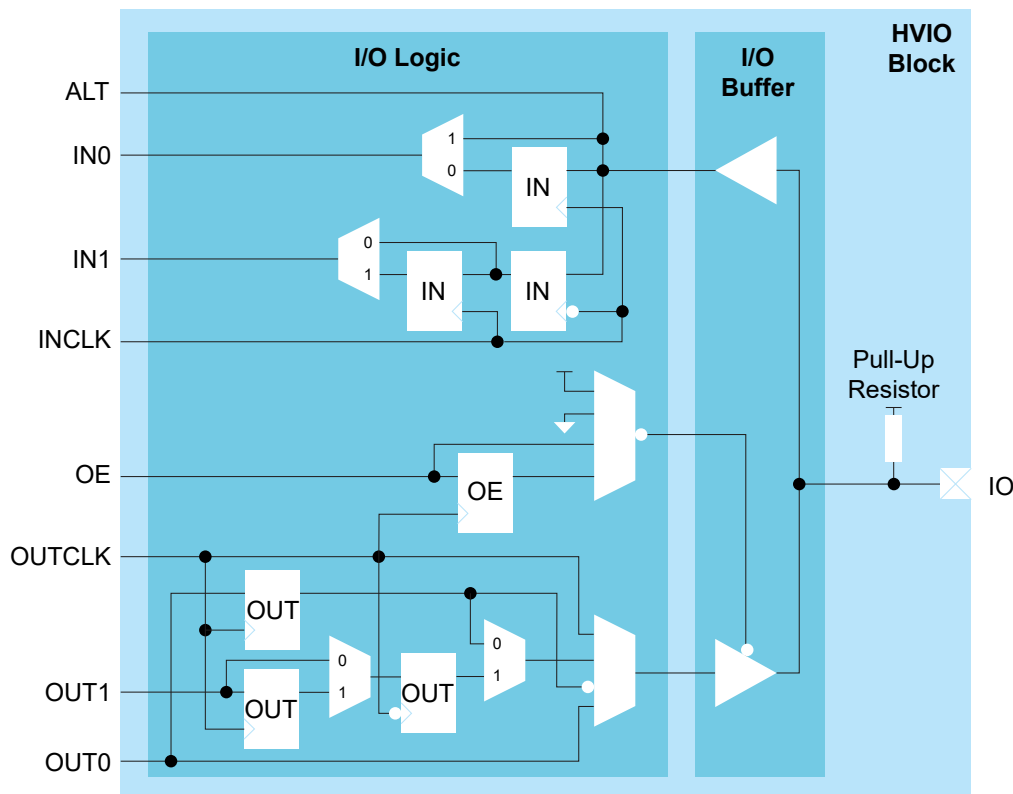 HVIO
Block
I/O Logic
I/O
Buffer
ALT
1
IN0
0
IN
0
IN1
1
IN
IN
INCLK
Pull-Up
Resistor
OE
OE
IO
OUTCLK
OUT
0
0
1
OUT1
1
OUT
OUT
OUT0